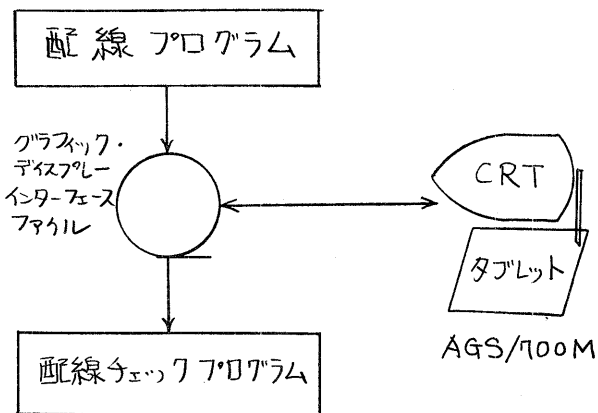 配線プログラム
グラフィック・
ディスプレー
インターフェース
ファイル
CRT
タブレット
AGS/700M
配線チェックプログラム